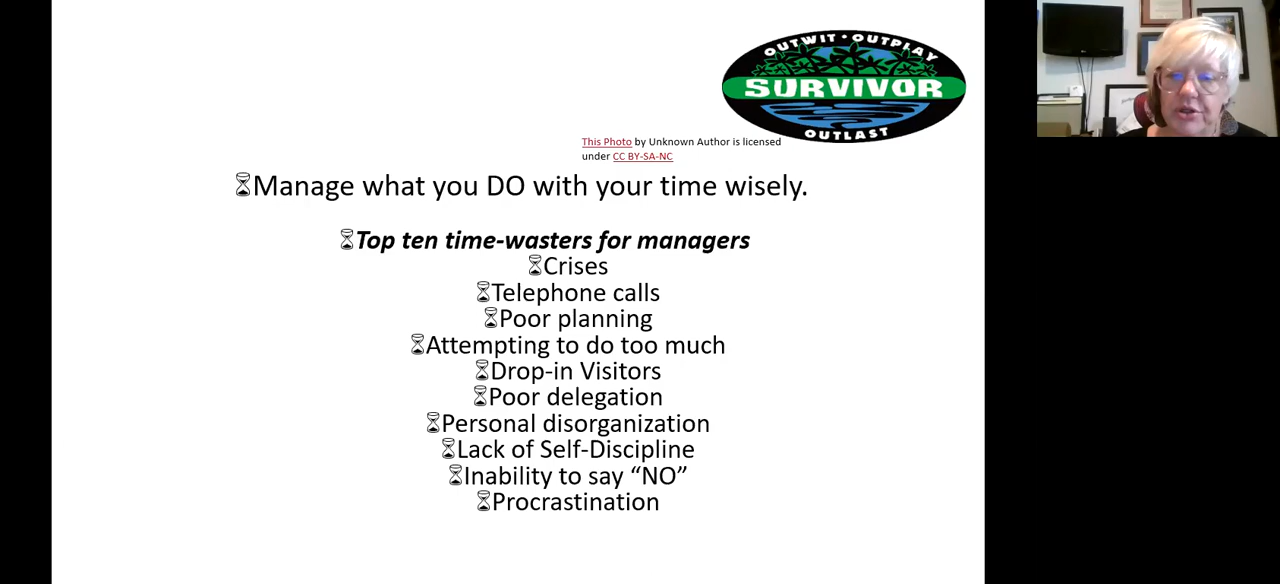 OUTWIT • OUTPLAY
SURVIVOR
OUTLAST
This Photo by Unknown Author is licensed
under CC BY-SA-NC
⌛Manage what you DO with your time wisely.
⌛Top ten time-wasters for managers
⌛Crises
⌛Telephone calls
⌛Poor planning
⌛Attempting to do too much
⌛Drop-in Visitors
⌛Poor delegation
⌛Personal disorganization
⌛Lack of Self-Discipline
⌛Inability to say “NO”
⌛Procrastination